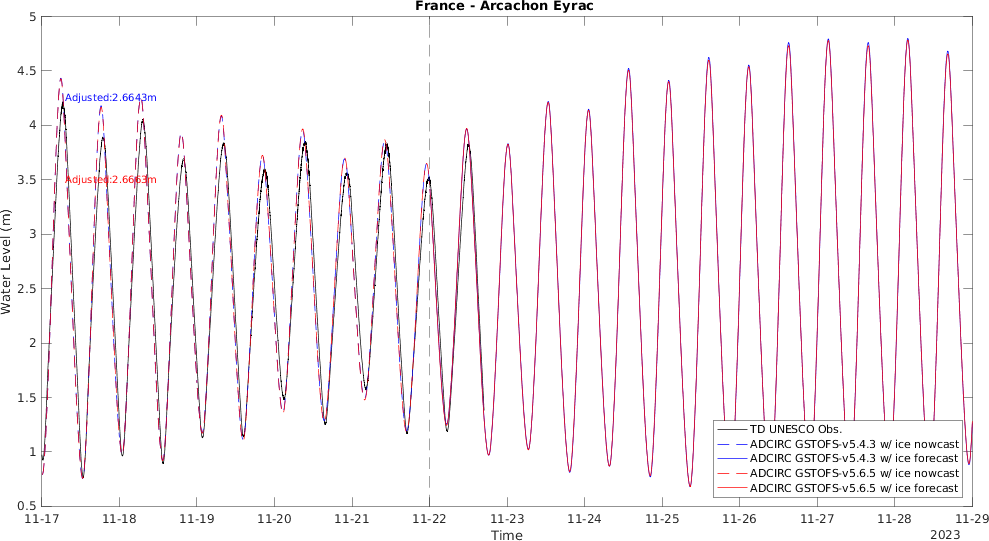 France - Arcachon Eyrac
5
4.5
4
3.5
3
2.5
2
1.5
1
0.5
Water Level (m)
Adjusted:2.6643m
Adjusted:2.6663m
TD UNESCO Obs.
ADCIRC GSTOFS-v5.4.3 w/ ice nowcast
ADCIRC GSTOFS-v5.4.3 w/ ice forecast
ADCIRC GSTOFS-v5.6.5 w/ ice nowcast
ADCIRC GSTOFS-v5.6.5 w/ ice forecast
11-17 11-18 11-19 11-20 11-21 11-22 11-23 11-24 11-25 11-26 11-27 11-28 11-29
Time
2023